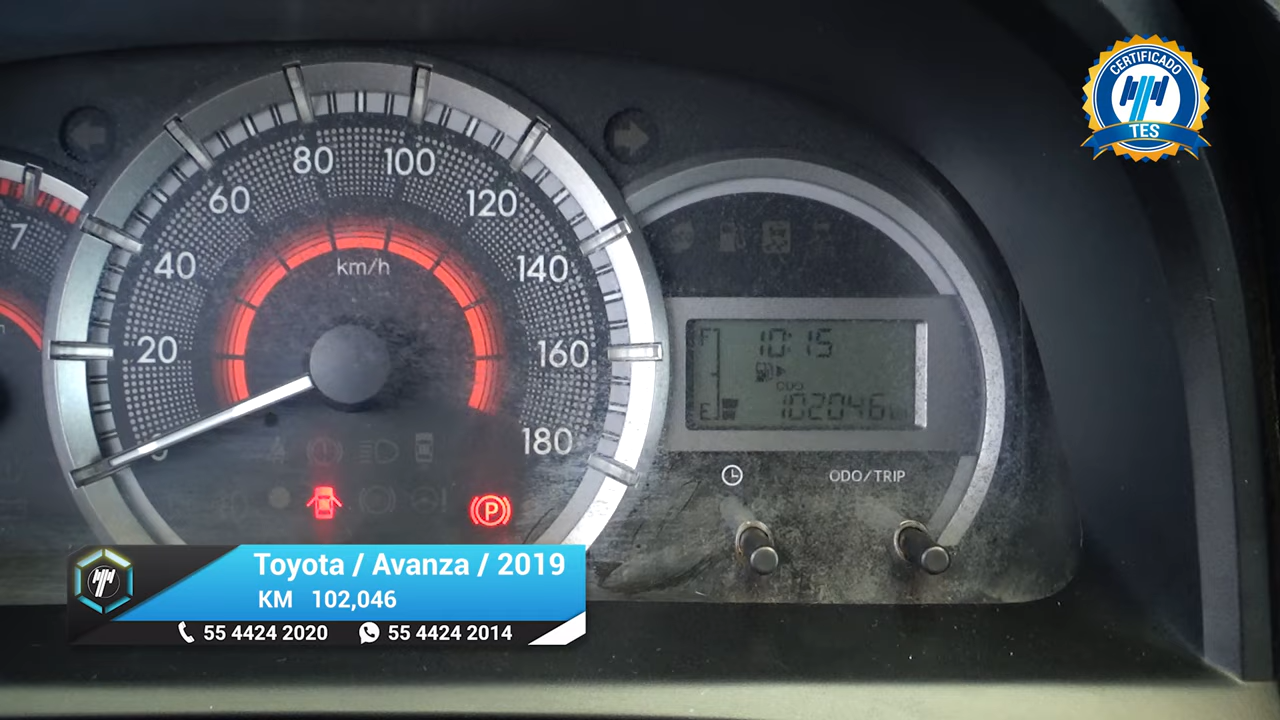 CERTIFICADO
TES
80
100
60
120
7
40
km/h
140
20
160
180
F
10:15
ODO
E
102046
ODO/TRIP
P
Toyota / Avanza / 2019
KM 102,046
55 4424 2020 55 4424 2014